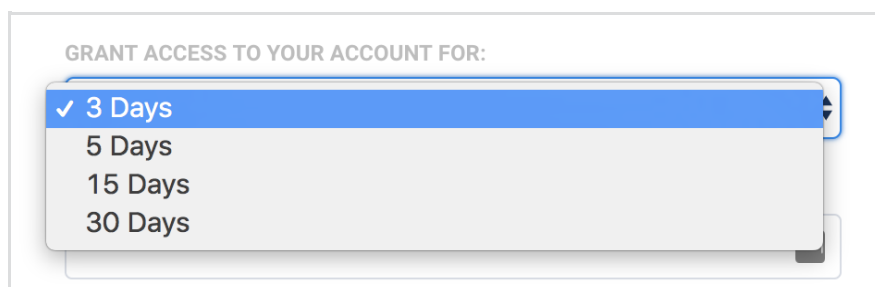 GRANT ACCESS TO YOUR ACCOUNT FOR:
✓ 3 Days
5 Days
15 Days
30 Days